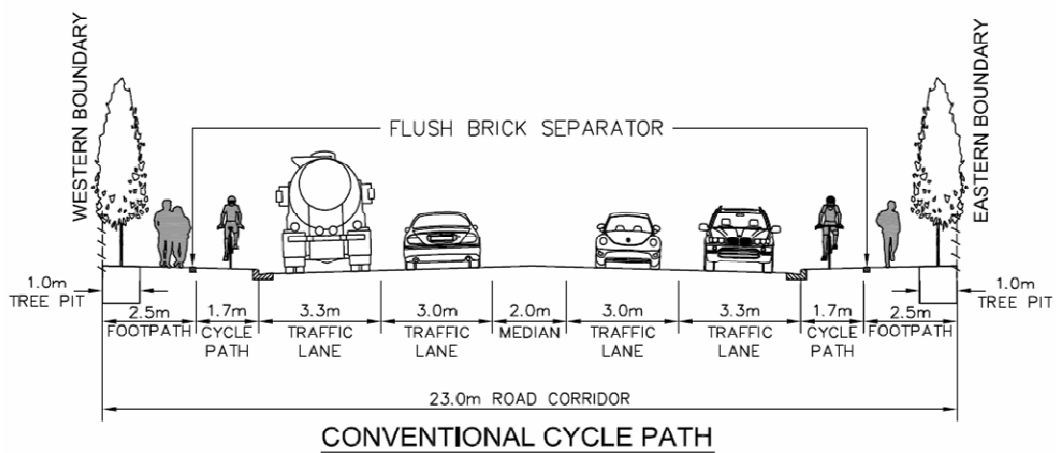 WESTERN BOUNDARY
EASTERN BOUNDARY
FLUSH BRICK SEPARATOR
1.0m
TREE PIT
2.5m
FOOTPATH
1.7m
CYCLE
PATH
3.3m
TRAFFIC
LANE
3.0m
TRAFFIC
LANE
2.0m
MEDIAN
3.0m
TRAFFIC
LANE
3.3m
TRAFFIC
LANE
1.7m
CYCLE
PATH
2.5m
FOOTPATH
1.0m
TREE PIT
23.0m ROAD CORRIDOR
CONVENTIONAL CYCLE PATH